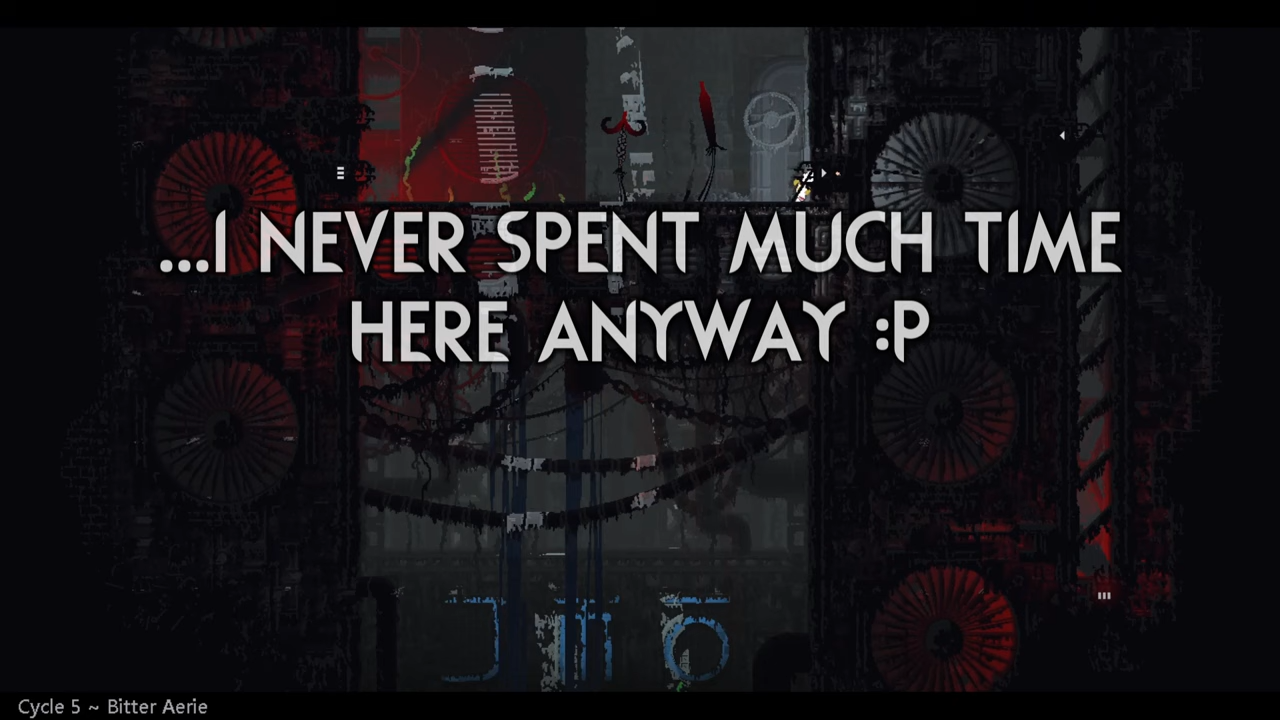 ...I NEVER SPENT MUCH TIME
HERE ANYWAY :P
Cycle 5 ~ Bitter Aerie